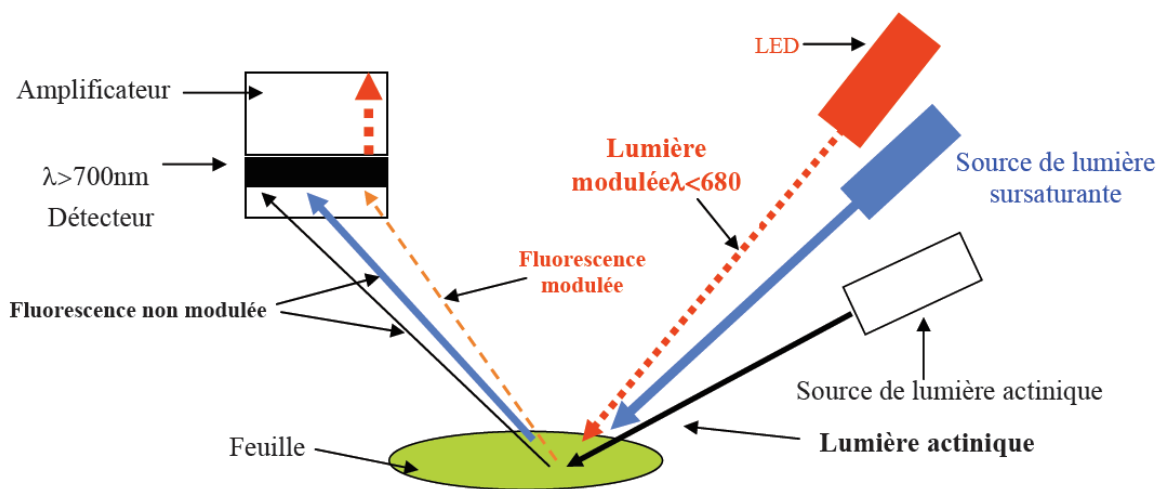 LED
Amplificateur
λ>700nm
Détecteur
Lumière
moduléeλ<680
Source de lumière
sursaturante
Fluorescence
modulée
Fluorescence non modulée
Source de lumière actinique
Lumière actinique
Feuille